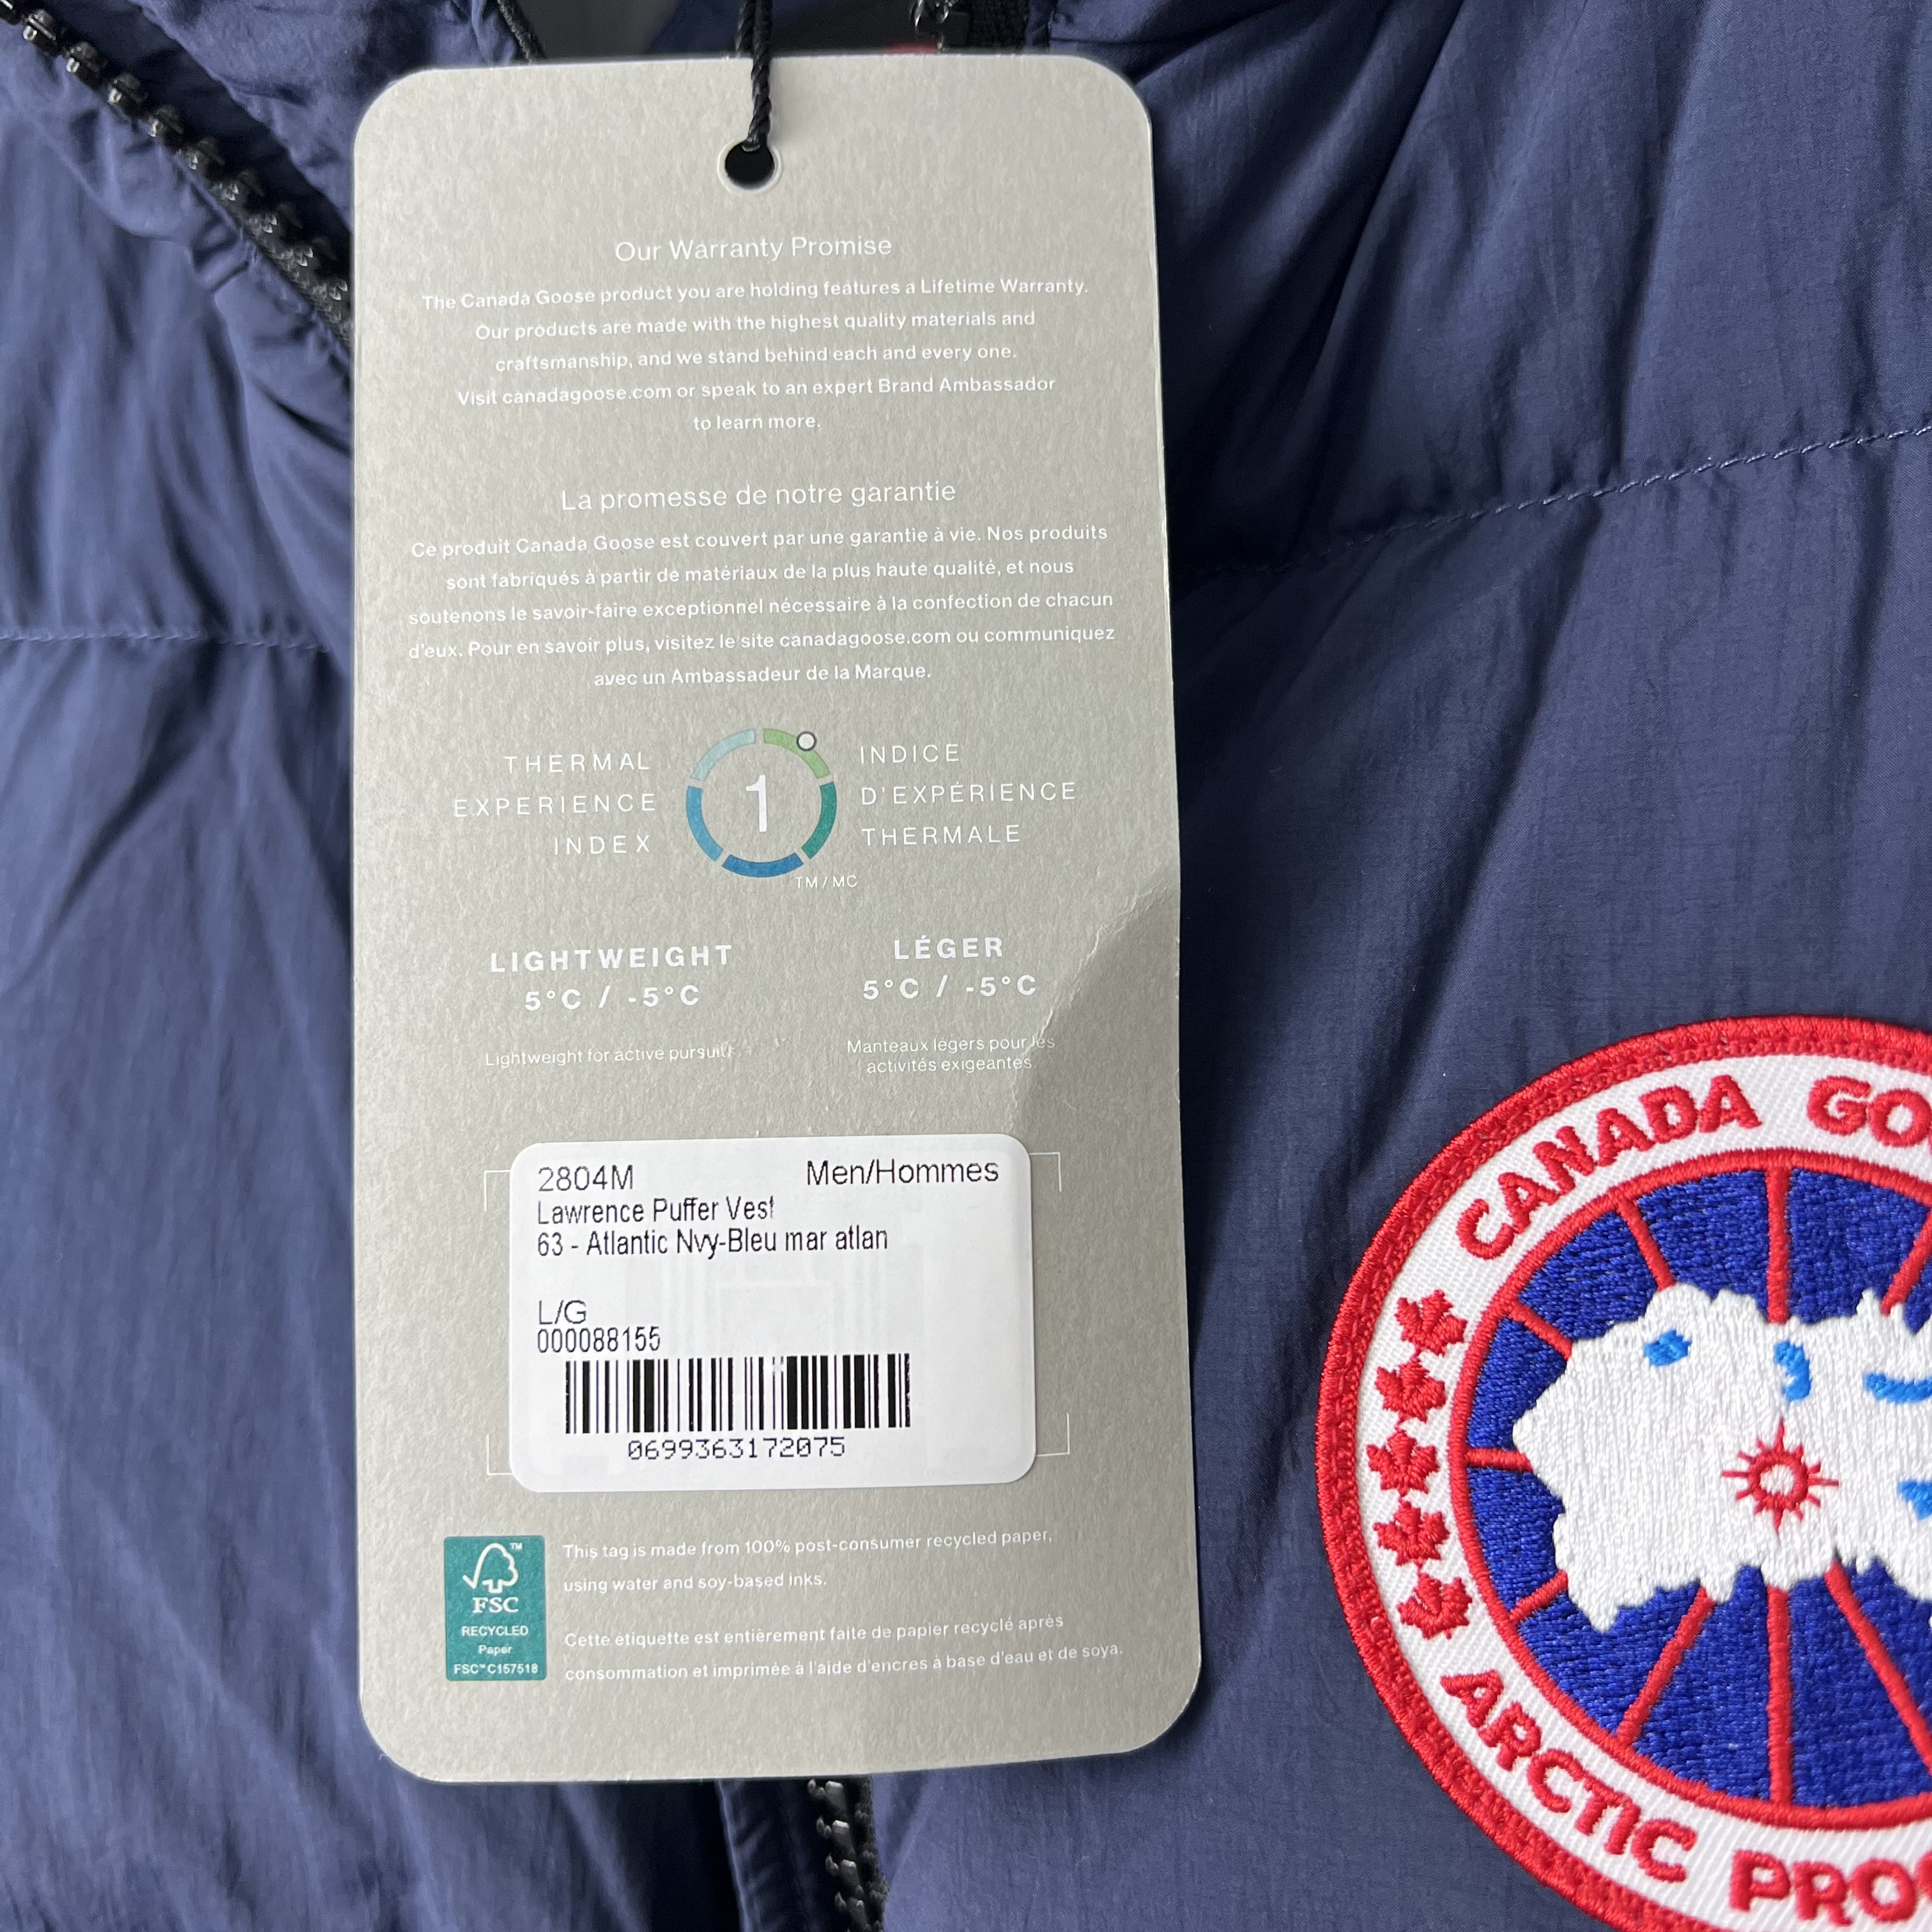 Our Warranty Promise
The Canada Goose product you are holding features a Lifetime Warranty.
Our products are made with the highest quality materials and
craftsmanship, and we stand behind each and every one.
Visit canadagoose.com or speak to an expert Brand Ambassador
to learn more.
La promesse de notre garantie
Ce produit Canada Goose est couvert par une garantie à vie. Nos produits
sont fabriqués à partir de matériaux de la plus haute qualité, et nous
soutenons le savoir-faire exceptionnel nécessaire à la confection de chacun
d'eux. Pour en savoir plus, visitez le site canadagoose.com ou communiquez
avec un Ambassadeur de la Marque.
THERMAL
EXPERIENCE
INDEX
1
TM/MC
INDICE
D'EXPÉRIENCE
THERMALE
LIGHTWEIGHT
5°C / -5°C
Lightweight for active pursuits
LÉGER
5°C / -5°C
Manteaux légers pour les
activités exigeantes
2804M Men/Hommes
Lawrence Puffer Vest
63 - Atlantic Nvy-Bleu mar atlan
L/G
000088155
0699363172075
FSC™
RECYCLED
Paper
FSC™ C157518
This tag is made from 100% post-consumer recycled paper,
using water and soy-based inks.
Cette étiquette est entièrement faite de papier recyclé après
consommation et imprimée à l'aide d'encres à base d'eau et de soya.
CANADA GO
ARCTIC PRO